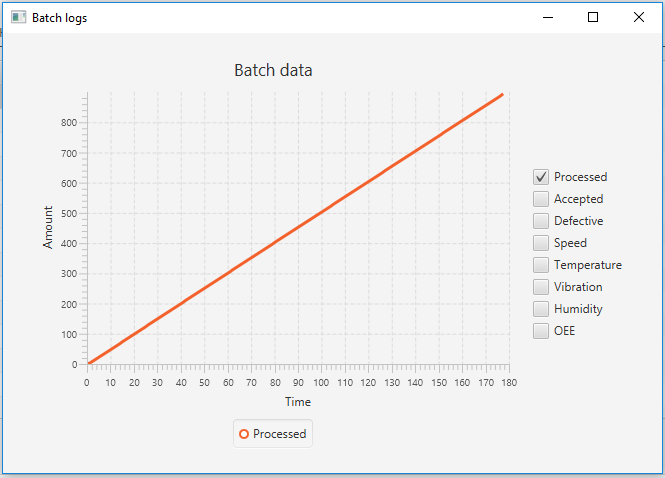 Batch logs
Batch data
Amount
800
700
600
500
400
300
200
100
0
0 10 20 30 40 50 60 70 80 90 100 110 120 130 140 150 160 170 180
Time
Processed
Processed
Accepted
Defective
Speed
Temperature
Vibration
Humidity
OEE